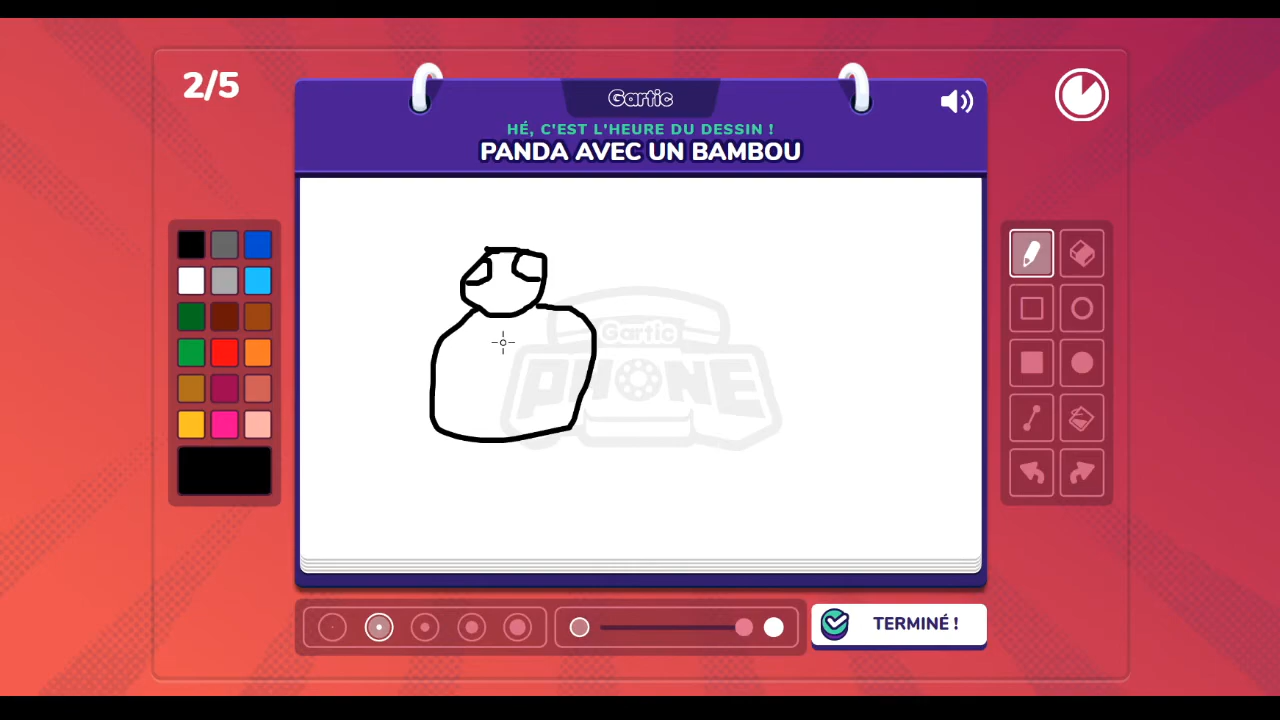 2/5
Gartic
HÉ, C'EST L'HEURE DU DESSIN !
PANDA AVEC UN BAMBOU
Gartic
PHONE
TERMINÉ !